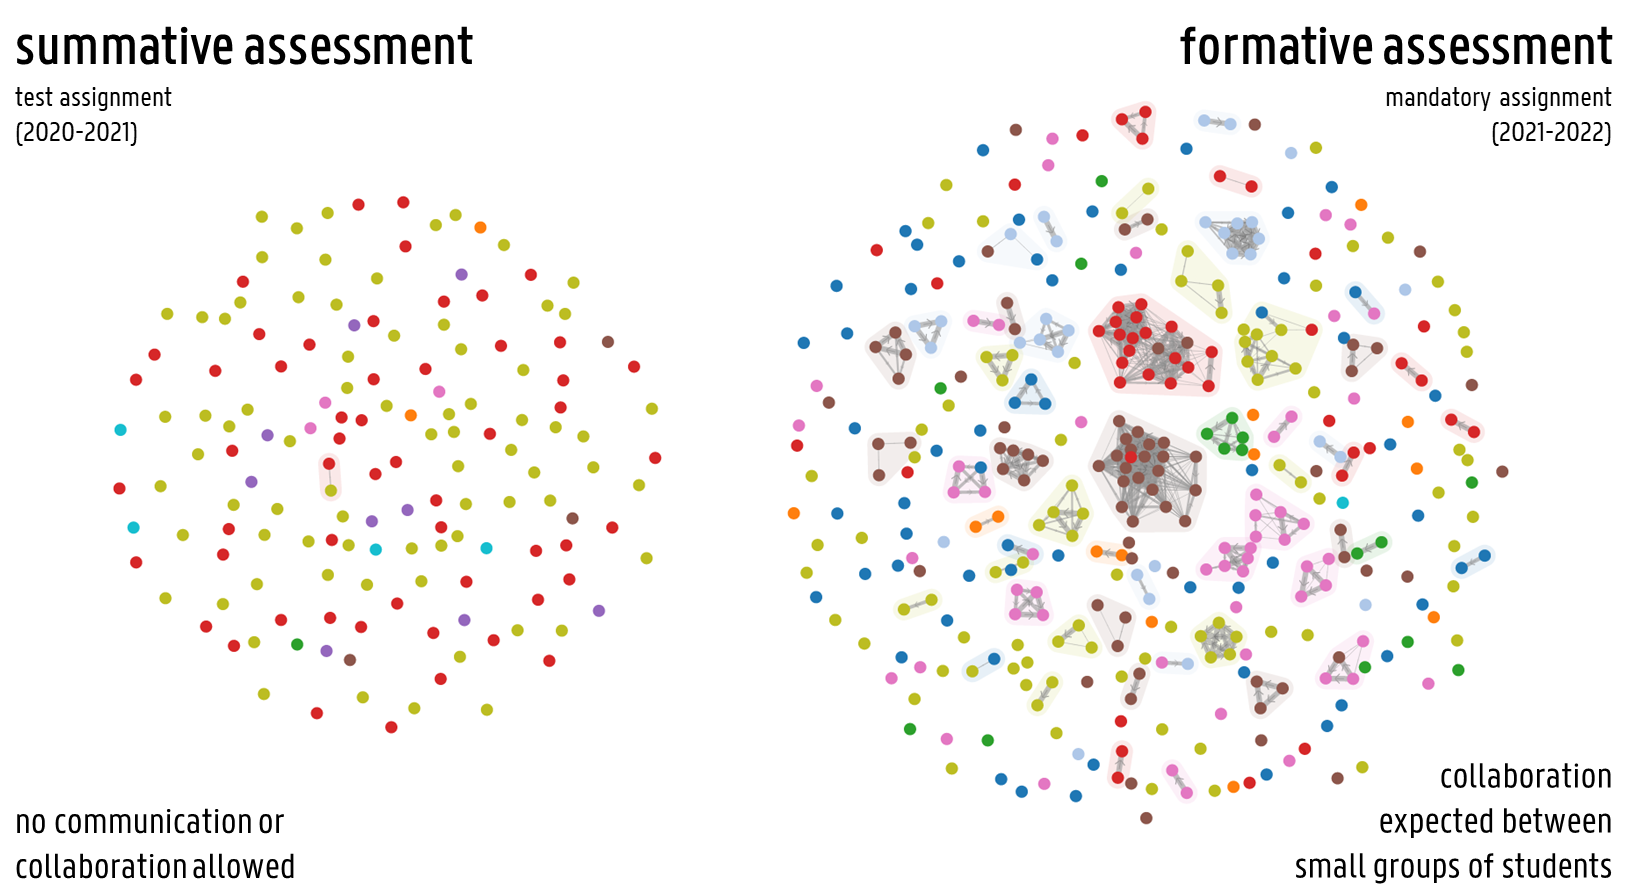 summative assessment
test assignment
(2020-2021)
formative assessment
mandatory assignment
(2021-2022)
no communication or
collaboration allowed
collaboration
expected between
small groups of students